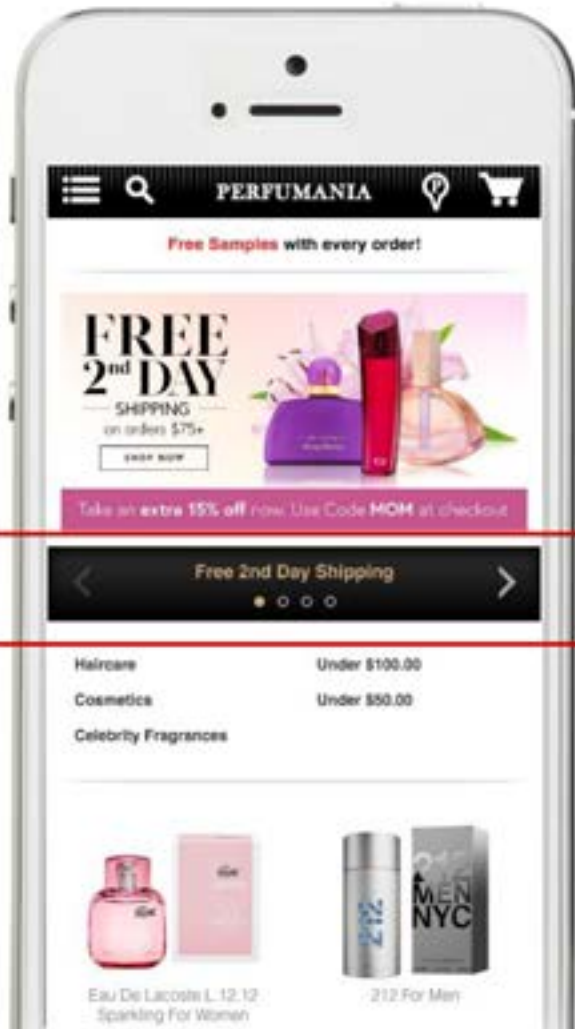 PERFUMANIA
P
Free Samples with every order!
FREE
2nd DAY
SHIPPING
on orders $75+
SHOP NOW
Take an extra 15% off now. Use Code MOM at checkout
Free 2nd Day Shipping
Haircare
Under $100.00
Cosmetics
Under $50.00
Celebrity Fragrances
212
212
MEN
NYC
Eau De Lacoste L.12.12
Sparkling For Women
212 For Men